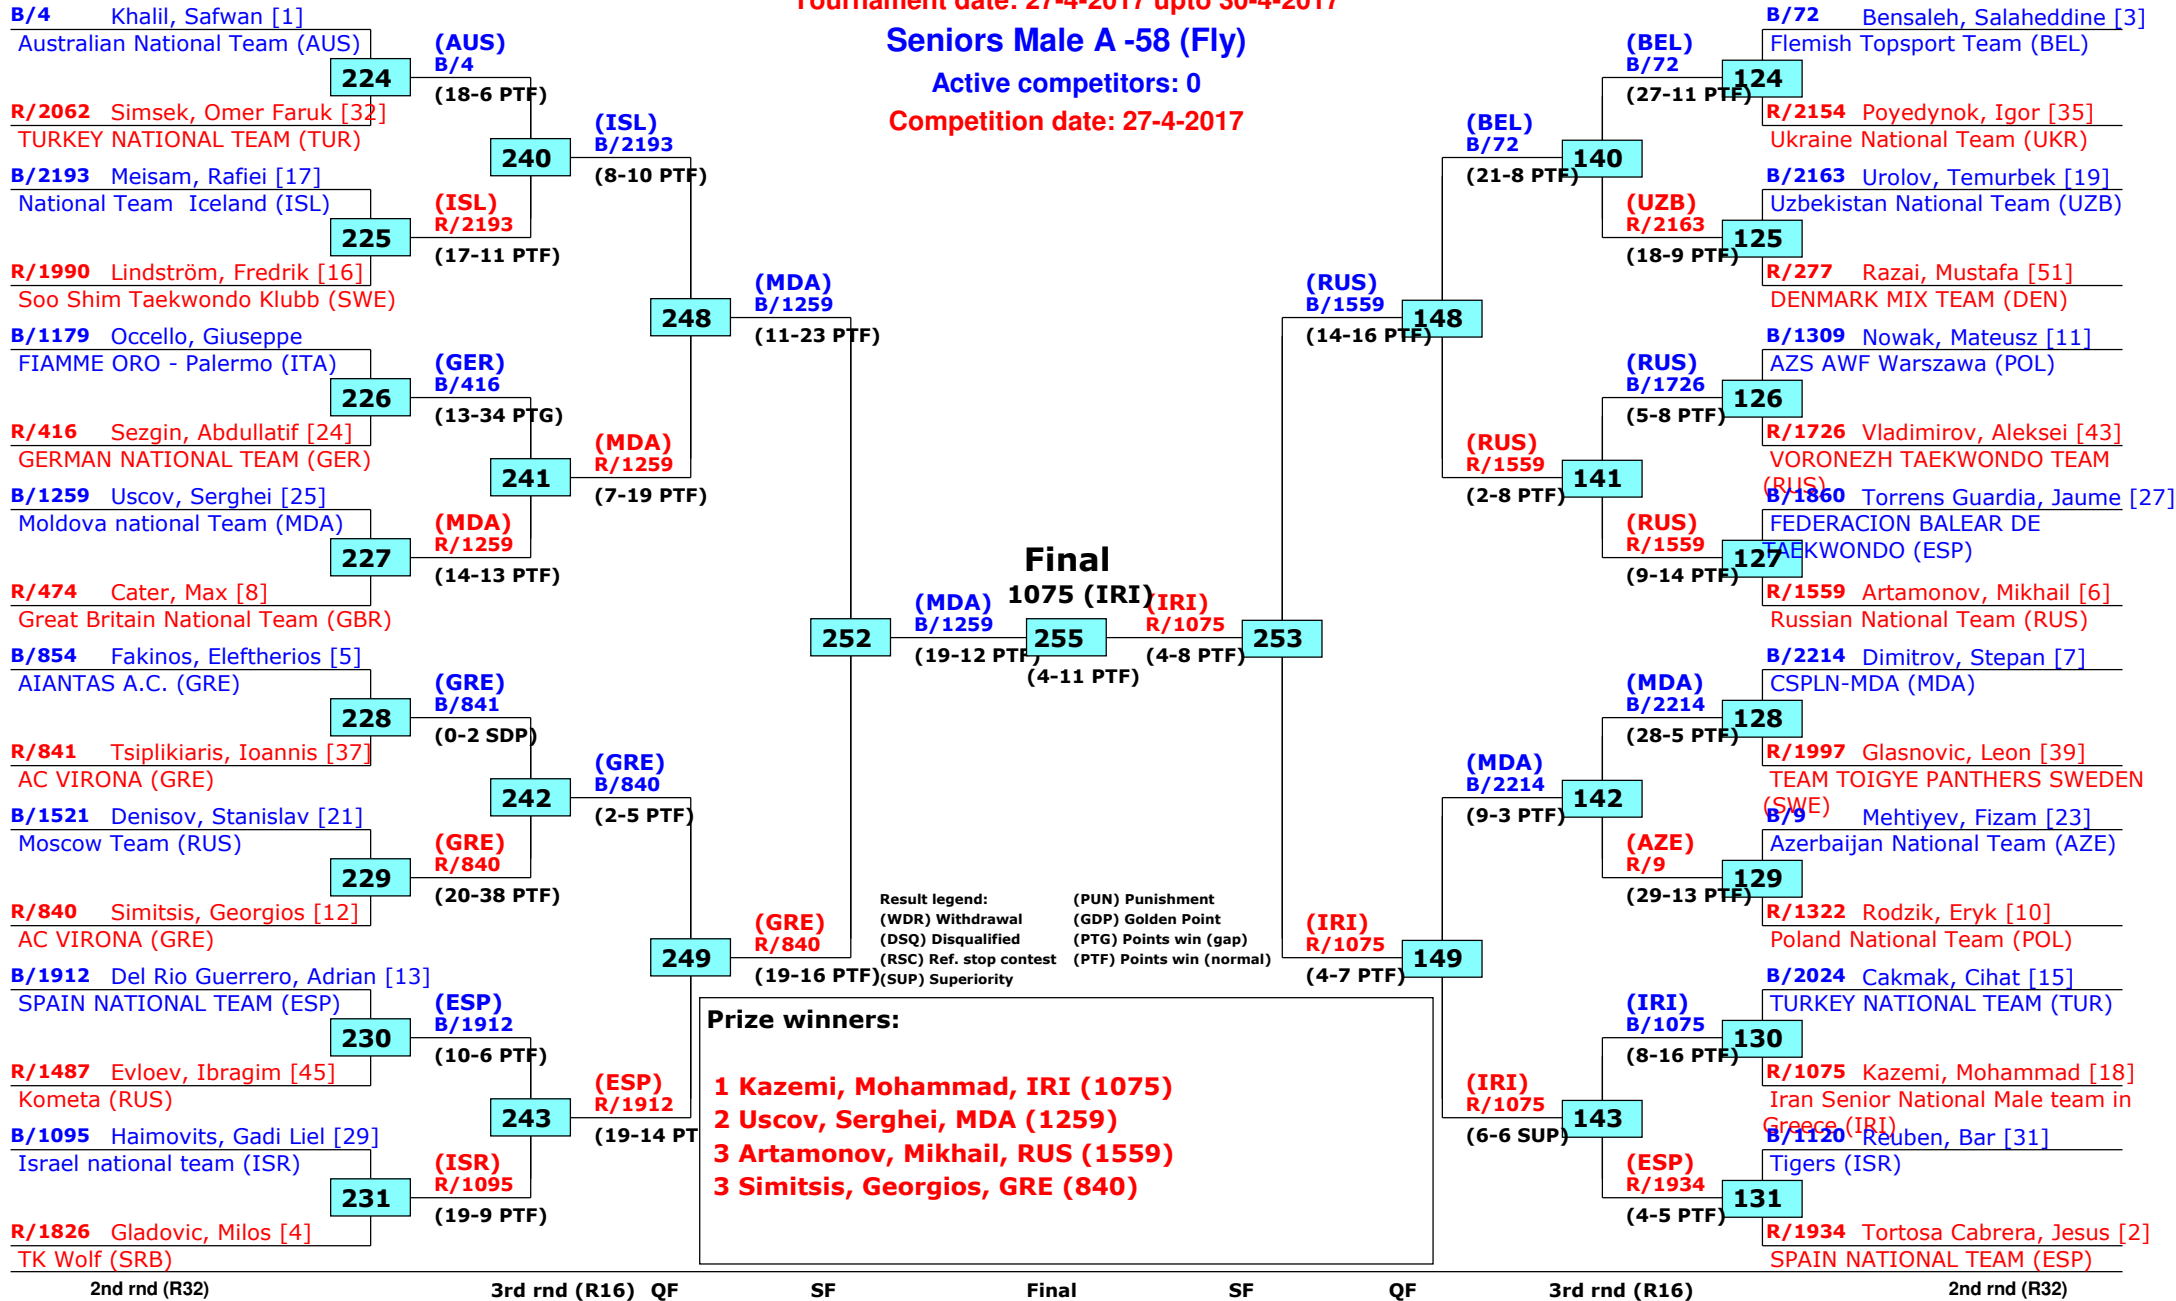 Tournament date: 27-4-2017 upto 30-4-2017
Seniors Male A -58 (Fly)
Active competitors: 0
Competition date: 27-4-2017
B/4 Khalil, Safwan [1]
Australian National Team (AUS)
224
R/2062 Simsek, Omer Faruk [32]
TURKEY NATIONAL TEAM (TUR)
B/2193 Meisam, Rafiei [17]
National Team  Iceland (ISL)
225
R/1990 Lindström, Fredrik [16]
Soo Shim Taekwondo Klubb (SWE)
B/1179 Occello, Giuseppe
FIAMME ORO - Palermo (ITA)
226
R/416 Sezgin, Abdullatif [24]
GERMAN NATIONAL TEAM (GER)
B/1259 Uscov, Serghei [25]
Moldova national Team (MDA)
227
R/474 Cater, Max [8]
Great Britain National Team (GBR)
B/854 Fakinos, Eleftherios [5]
AIANTAS A.C. (GRE)
228
R/841 Tsiplikiaris, Ioannis [37]
AC VIRONA (GRE)
B/1521 Denisov, Stanislav [21]
Moscow Team (RUS)
229
R/840 Simitsis, Georgios [12]
AC VIRONA (GRE)
B/1912 Del Rio Guerrero, Adrian [13]
SPAIN NATIONAL TEAM (ESP)
230
R/1487 Evloev, Ibragim [45]
Kometa (RUS)
B/1095 Haimovits, Gadi Liel [29]
Israel national team (ISR)
231
R/1826 Gladovic, Milos [4]
TK Wolf (SRB)
(AUS)
B/4
(18-6 PTF)
240
(ISL)
R/2193
(17-11 PTF)
(GER)
B/416
(13-34 PTG)
241
(MDA)
R/1259
(14-13 PTF)
(GRE)
B/841
(0-2 SDP)
242
(GRE)
R/840
(20-38 PTF)
(ESP)
B/1912
(10-6 PTF)
243
(ISR)
R/1095
(19-9 PTF)
(ISL)
B/2193
(8-10 PTF)
248
(MDA)
R/1259
(7-19 PTF)
(GRE)
B/840
(2-5 PTF)
249
(ESP)
R/1912
(19-14 PT
(MDA)
B/1259
(11-23 PTF)
252
(GRE)
R/840
(19-16 PTF)
(MDA)
B/1259
(19-12 PTF)
Final
1075 (IRI)
255
(4-11 PTF)
(IRI)
R/1075
(4-8 PTF)
253
(RUS)
B/1559
(14-16 PTF)
148
(IRI)
R/1075
(4-7 PTF)
149
(BEL)
B/72
(21-8 PTF)
140
(RUS)
R/1559
(2-8 PTF)
141
(MDA)
B/2214
(9-3 PTF)
142
(IRI)
R/1075
(6-6 SUP)
143
(BEL)
B/72
(27-11 PTF)
(UZB)
R/2163
(18-9 PTF)
(RUS)
B/1726
(5-8 PTF)
(RUS)
R/1559
(9-14 PTF)
(MDA)
B/2214
(28-5 PTF)
(AZE)
R/9
(29-13 PTF)
(IRI)
B/1075
(8-16 PTF)
(ESP)
R/1934
(4-5 PTF)
B/72 Bensaleh, Salaheddine [3]
Flemish Topsport Team (BEL)
124
R/2154 Poyedynok, Igor [35]
Ukraine National Team (UKR)
B/2163 Urolov, Temurbek [19]
Uzbekistan National Team (UZB)
125
R/277 Razai, Mustafa [51]
DENMARK MIX TEAM (DEN)
B/1309 Nowak, Mateusz [11]
AZS AWF Warszawa (POL)
126
R/1726 Vladimirov, Aleksei [43]
VORONEZH TAEKWONDO TEAM
(RUS)
B/1860 Torrens Guardia, Jaume [27]
FEDERACION BALEAR DE
TAEKWONDO (ESP)
127
R/1559 Artamonov, Mikhail [6]
Russian National Team (RUS)
B/2214 Dimitrov, Stepan [7]
CSPLN-MDA (MDA)
128
R/1997 Glasnovic, Leon [39]
TEAM TOIGYE PANTHERS SWEDEN
(SWE)
B/9 Mehtiyev, Fizam [23]
Azerbaijan National Team (AZE)
129
R/1322 Rodzik, Eryk [10]
Poland National Team (POL)
B/2024 Cakmak, Cihat [15]
TURKEY NATIONAL TEAM (TUR)
130
R/1075 Kazemi, Mohammad [18]
Iran Senior National Male team in
Greece (IRI)
B/1120 Reuben, Bar [31]
Tigers (ISR)
131
R/1934 Tortosa Cabrera, Jesus [2]
SPAIN NATIONAL TEAM (ESP)
Result legend: (PUN) Punishment
(WDR) Withdrawal (GDP) Golden Point
(DSQ) Disqualified (PTG) Points win (gap)
(RSC) Ref. stop contest (PTF) Points win (normal)
(SUP) Superiority
Prize winners:
1 Kazemi, Mohammad, IRI (1075)
2 Uscov, Serghei, MDA (1259)
3 Artamonov, Mikhail, RUS (1559)
3 Simitsis, Georgios, GRE (840)
2nd rnd (R32) 3rd rnd (R16) QF SF Final SF QF 3rd rnd (R16) 2nd rnd (R32)